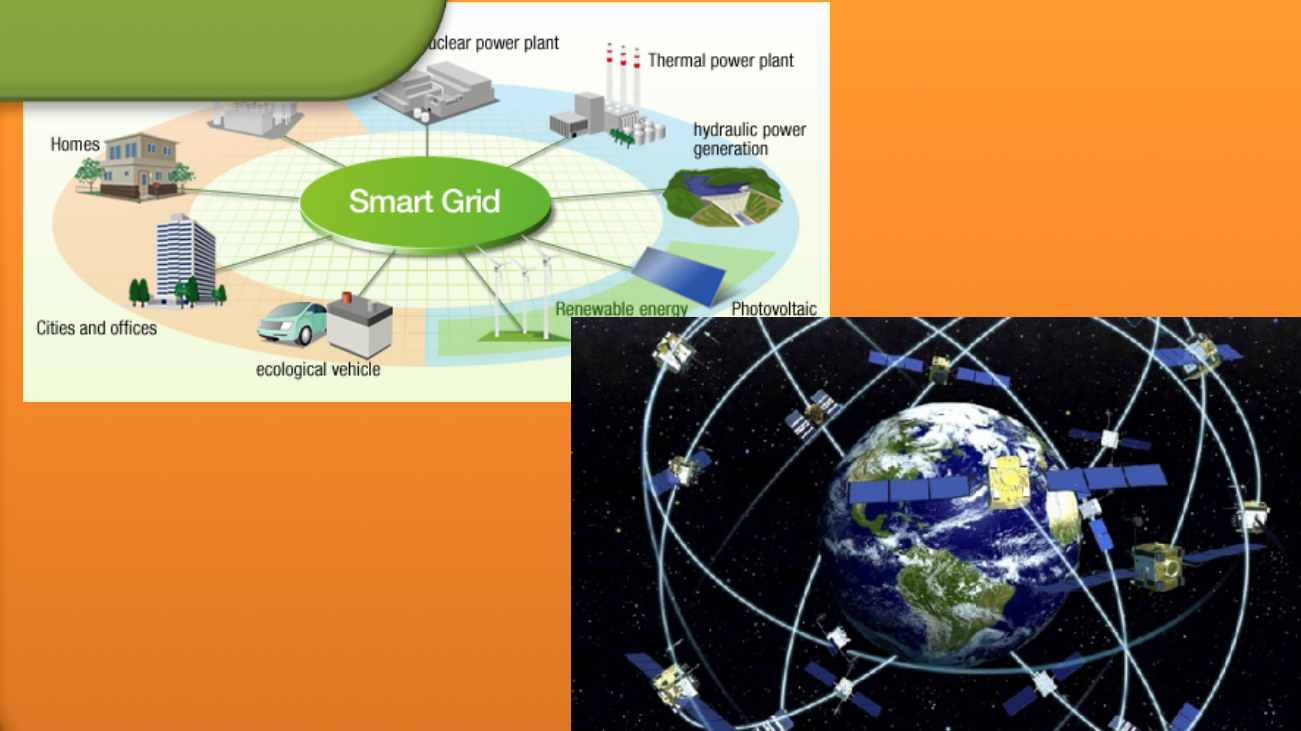 uclear power plant
Thermal power plant
hydraulic power
generation
Homes
Smart Grid
Renewable energy
Photovoltaic
Cities and offices
ecological vehicle